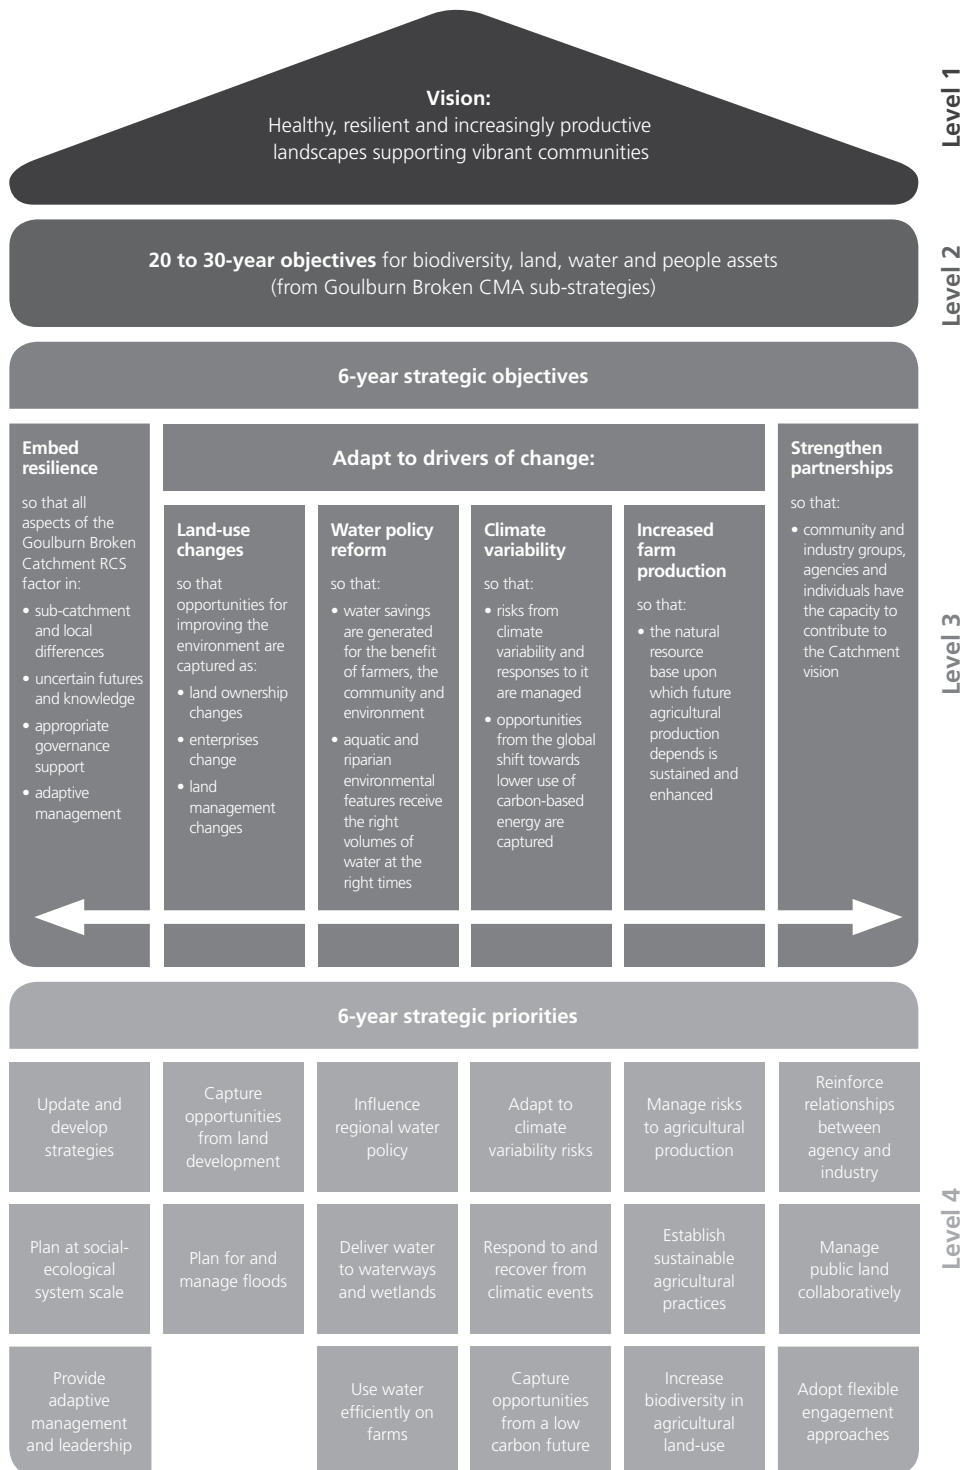 Vision:
Healthy, resilient and increasingly productive
landscapes supporting vibrant communities
Level 1
20 to 30-year objectives for biodiversity, land, water and people assets
(from Goulburn Broken CMA sub-strategies)
Level 2
6-year strategic objectives
Embed
resilience
so that all
aspects of the
Goulburn Broken
Catchment RCS
factor in:
• sub-catchment
and local
differences
• uncertain futures
and knowledge
• appropriate
governance
support
• adaptive
management
Adapt to drivers of change:
Land-use
changes
so that
opportunities for
improving the
environment are
captured as:
• land ownership
changes
• enterprises
change
• land
management
changes
Water policy
reform
so that:
• water savings
are generated
for the benefit
of farmers, the
community and
environment
• aquatic and
riparian
environmental
features receive
the right
volumes of
water at the
right times
Climate
variability
so that:
• risks from
climate
variability and
responses to it
are managed
• opportunities
from the global
shift towards
lower use of
carbon-based
energy are
captured
Increased
farm
production
so that:
• the natural
resource
base upon
which future
agricultural
production
depends is
sustained and
enhanced
Strengthen
partnerships
so that:
• community and
industry groups,
agencies and
individuals have
the capacity to
contribute to
the Catchment
vision
Level 3
6-year strategic priorities
Update and
develop
strategies
Capture
opportunities
from land
development
Influence
regional water
policy
Adapt to
climate
variability risks
Manage risks
to agricultural
production
Reinforce
relationships
between
agency and
industry
Plan at social-
ecological
system scale
Plan for and
manage floods
Deliver water
to waterways
and wetlands
Respond to and
recover from
climatic events
Establish
sustainable
agricultural
practices
Manage
public land
collaboratively
Provide
adaptive
management
and leadership
Use water
efficiently on
farms
Capture
opportunities
from a low
carbon future
Increase
biodiversity in
agricultural
land-use
Adopt flexible
engagement
approaches
Level 4